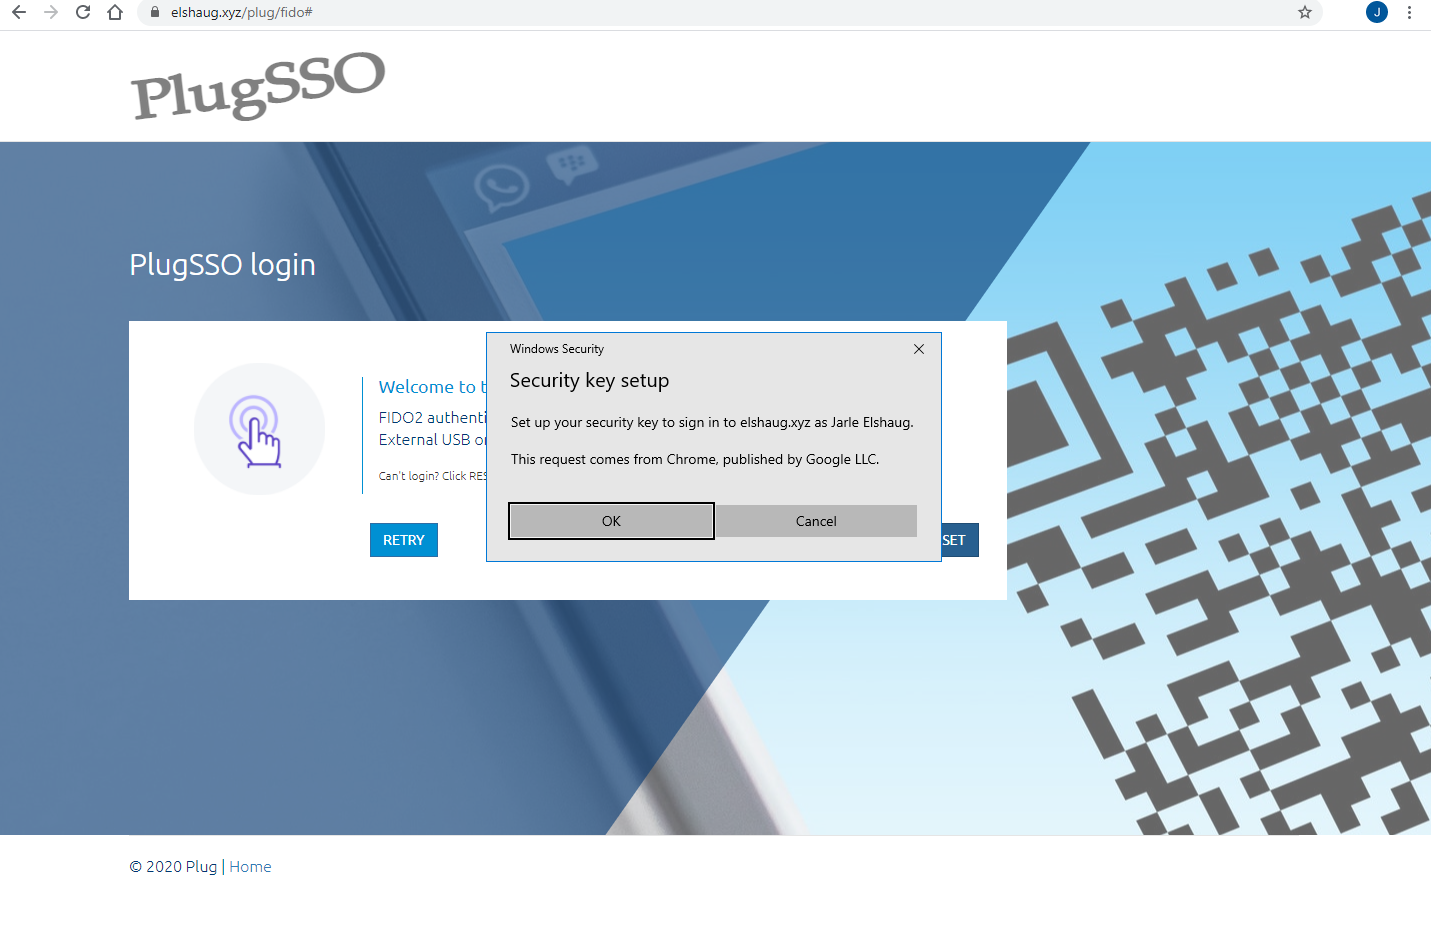 elshaug.xyz/plug/fido#
J
PlugSSO
PlugSSO login
Welcome to t
FIDO2 authenti
External USB or
Can't login? Click RES
RETRY
SET
Windows Security
Security key setup
Set up your security key to sign in to elshaug.xyz as Jarle Elshaug.
This request comes from Chrome, published by Google LLC.
OK
Cancel
© 2020 Plug | Home